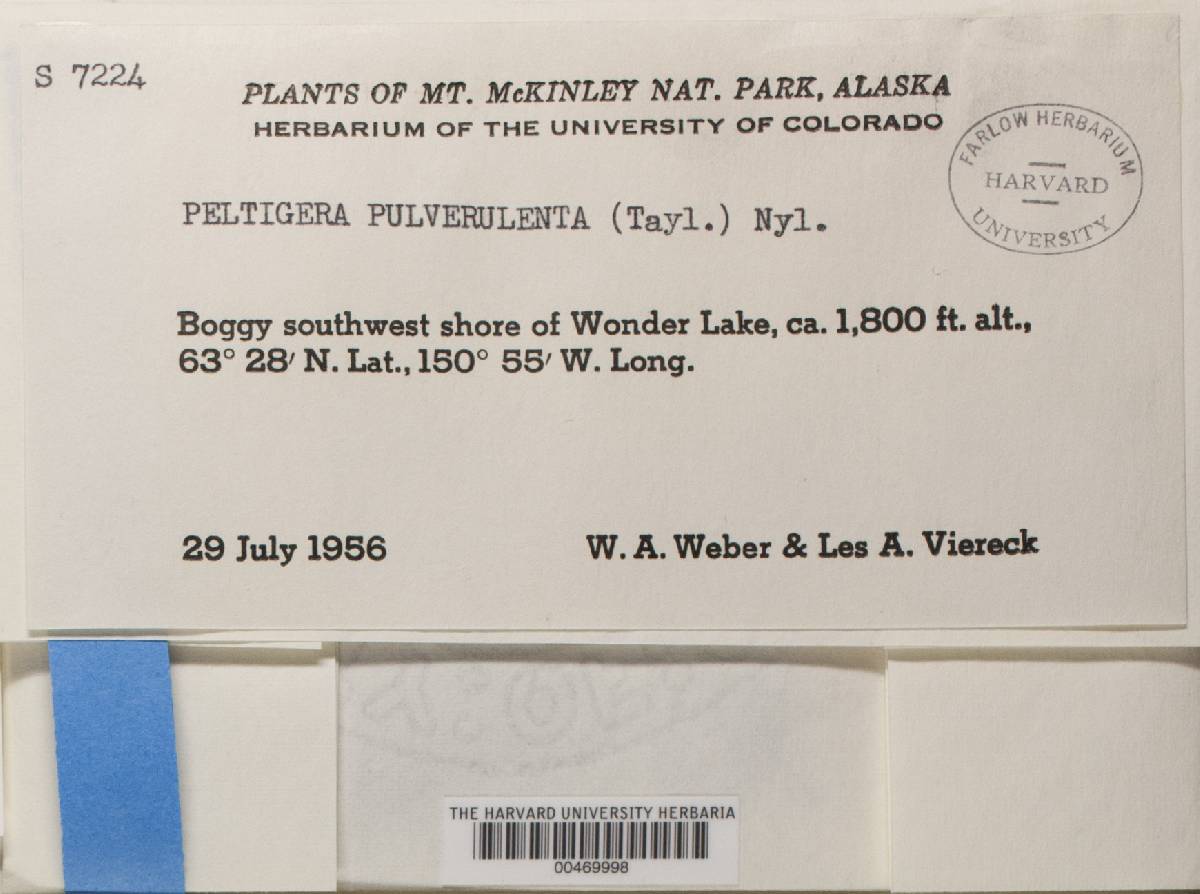 S 7224
PLANTS OF MT. McKINLEY NAT. PARK, ALASKA
HERBARIUM OF THE UNIVERSITY OF COLORADO
FARLOW HERBARIUM
HARVARD
UNIVERSITY
PELTIGERA PULVERULENTA (Tayl.) Nyl.
Boggy southwest shore of Wonder Lake, ca. 1,800 ft. alt.,
63° 28′ N. Lat., 150° 55′ W. Long.
29 July 1956 W. A. Weber & Les A. Viereck
THE HARVARD UNIVERSITY HERBARIA
00469998